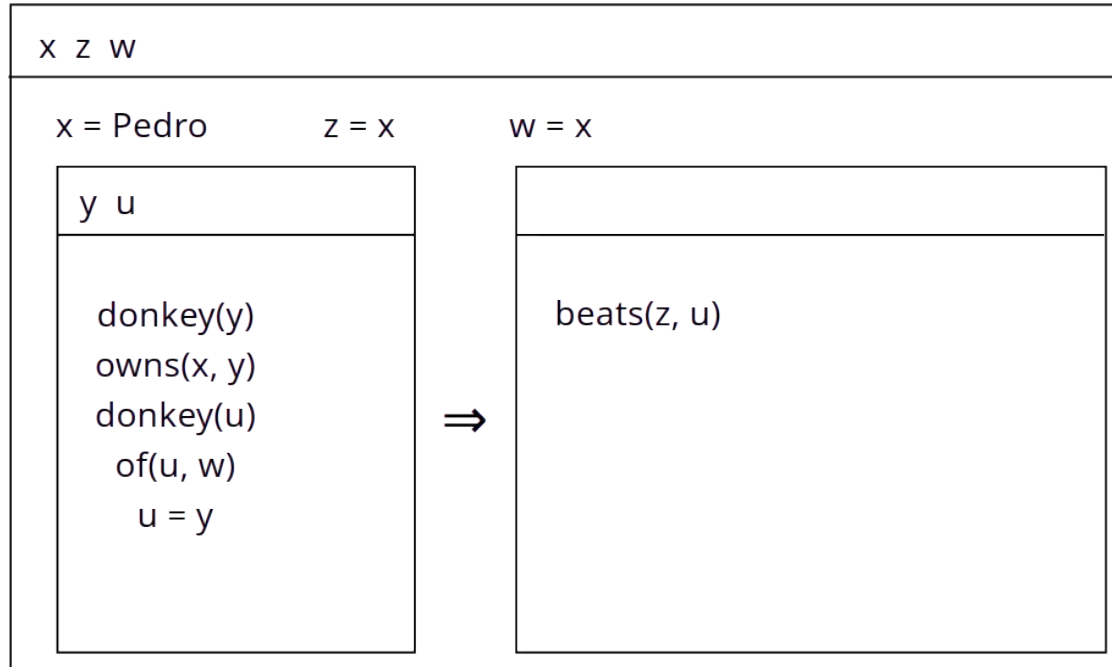 x z w
x = Pedro z = x w = x
y u
donkey(y)
owns(x, y)
donkey(u)
of(u, w)
u = y
⇒
beats(z, u)